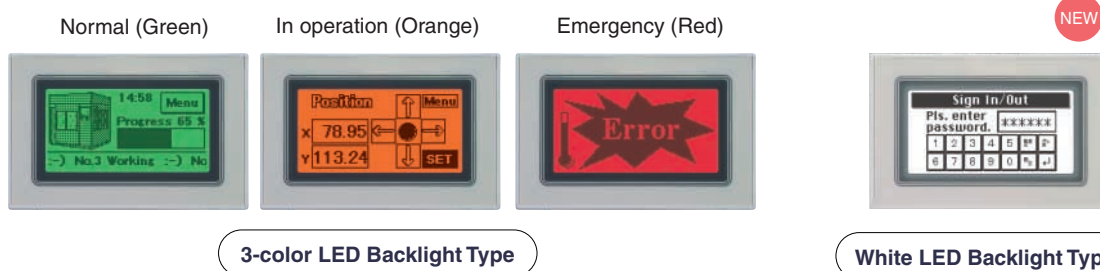 Normal (Green)
In operation (Orange)
Emergency (Red)
NEW
14:58 Menu
Progress 65 %
:-) No.3 Working :-) No
Position Menu
X 78.95
Y 113.24 SET
Error
Sign In/Out
Pls. enter
password. ******
1 2 3 4 5
6 7 8 9 0
3-color LED Backlight Type
White LED Backlight Typ